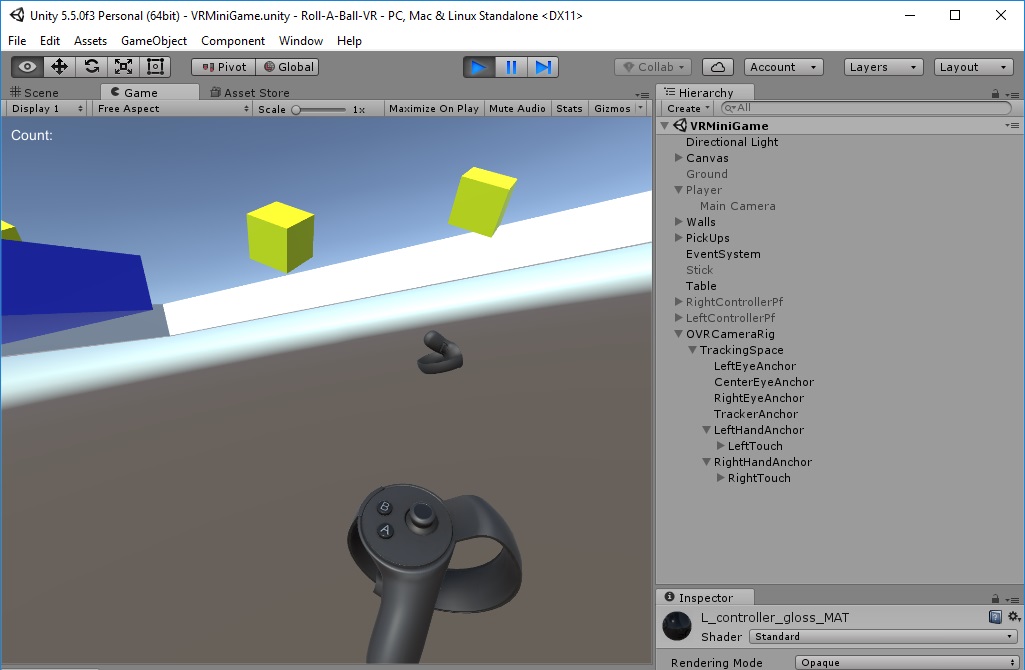 Unity 5.5.0f3 Personal (64bit) - VRMiniGame.unity - Roll-A-Ball-VR - PC, Mac & Linux Standalone <DX11>
File Edit Assets GameObject Component Window Help
Pivot Global Collab Account Layers Layout
Scene Game Asset Store
Display 1 Free Aspect Scale 1x Maximize On Play Mute Audio Stats Gizmos
Count:
B
A
Hierarchy
Create All
VRMiniGame
Directional Light
Canvas
Ground
Player
Main Camera
Walls
PickUps
EventSystem
Stick
Table
RightControllerPf
LeftControllerPf
OVRCameraRig
TrackingSpace
LeftEyeAnchor
CenterEyeAnchor
RightEyeAnchor
TrackerAnchor
LeftHandAnchor
LeftTouch
RightHandAnchor
RightTouch
Inspector
L_controller_gloss_MAT
Shader Standard
Rendering Mode Opaque